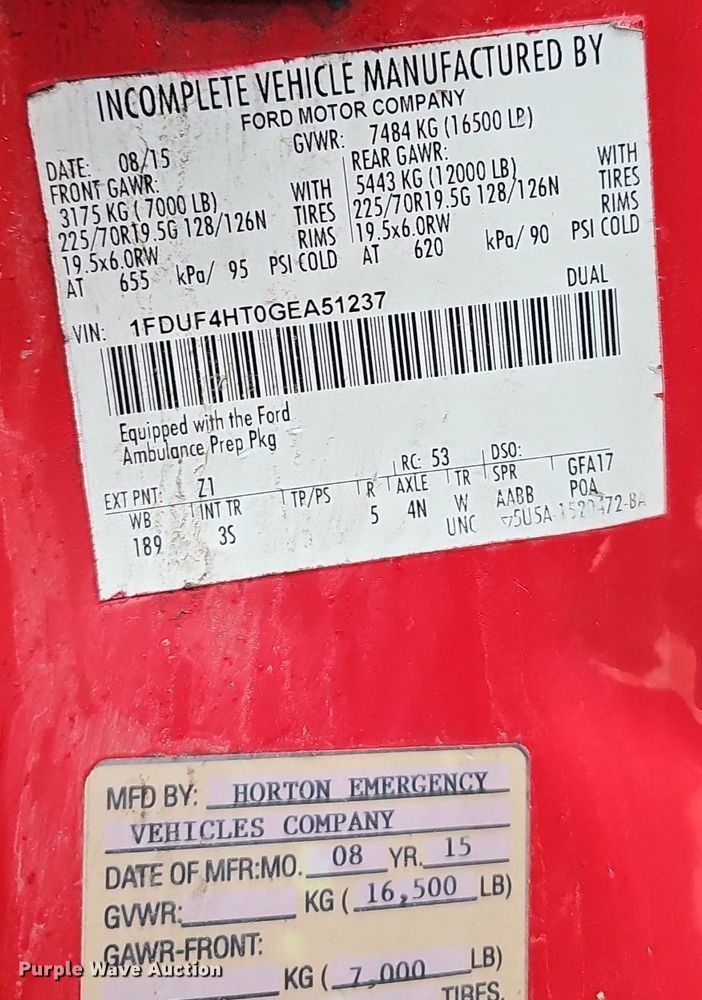 INCOMPLETE VEHICLE MANUFACTURED BY
FORD MOTOR COMPANY
DATE: 08/15 GVWR: 7484 KG (16500 LB)
FRONT GAWR: REAR GAWR:
3175 KG ( 7000 LB) WITH 5443 KG (12000 LB) WITH
225/70R19.5G 128/126N TIRES 225/70R19.5G 128/126N TIRES
19.5x6.0RW RIMS 19.5x6.0RW RIMS
AT 655 kPa/ 95 PSI COLD AT 620 kPa/ 90 PSI COLD
DUAL
VIN: 1FDUF4HT0GEA51237
Equipped with the Ford
Ambulance Prep Pkg
EXT PNT: Z1 RC: 53 DSO:
WB INT TR TP/PS R AXLE TR SPR GFA17
189 3S 5 4N W AABB POA
UNC
MFD BY: HORTON EMERGENCY
VEHICLES COMPANY
DATE OF MFR:MO. 08 YR. 15
GVWR: KG ( 16,500 LB)
GAWR-FRONT:
KG ( 7,000 LB)
TIRES,
Purple Wave Auction